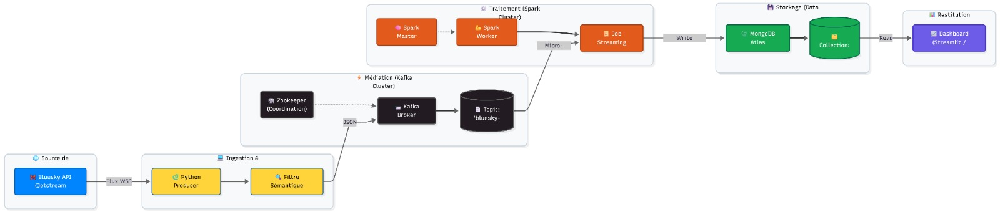 Traitement (Spark
Cluster)
Spark
Master
Spark
Worker
Job
Streaming
Micro-
Write
Stockage (Data
MongoDB
Atlas
Collection:
Read
Restitution
Dashboard
(Streamlit /
Médiation (Kafka
Cluster)
Zookeeper
(Coordination)
Kafka
Broker
Topic:
'bluesky-
JSON
Source de
Bluesky API
(Jetstream
Flux WSS
Ingestion &
Python
Producer
Filtre
Sémantique